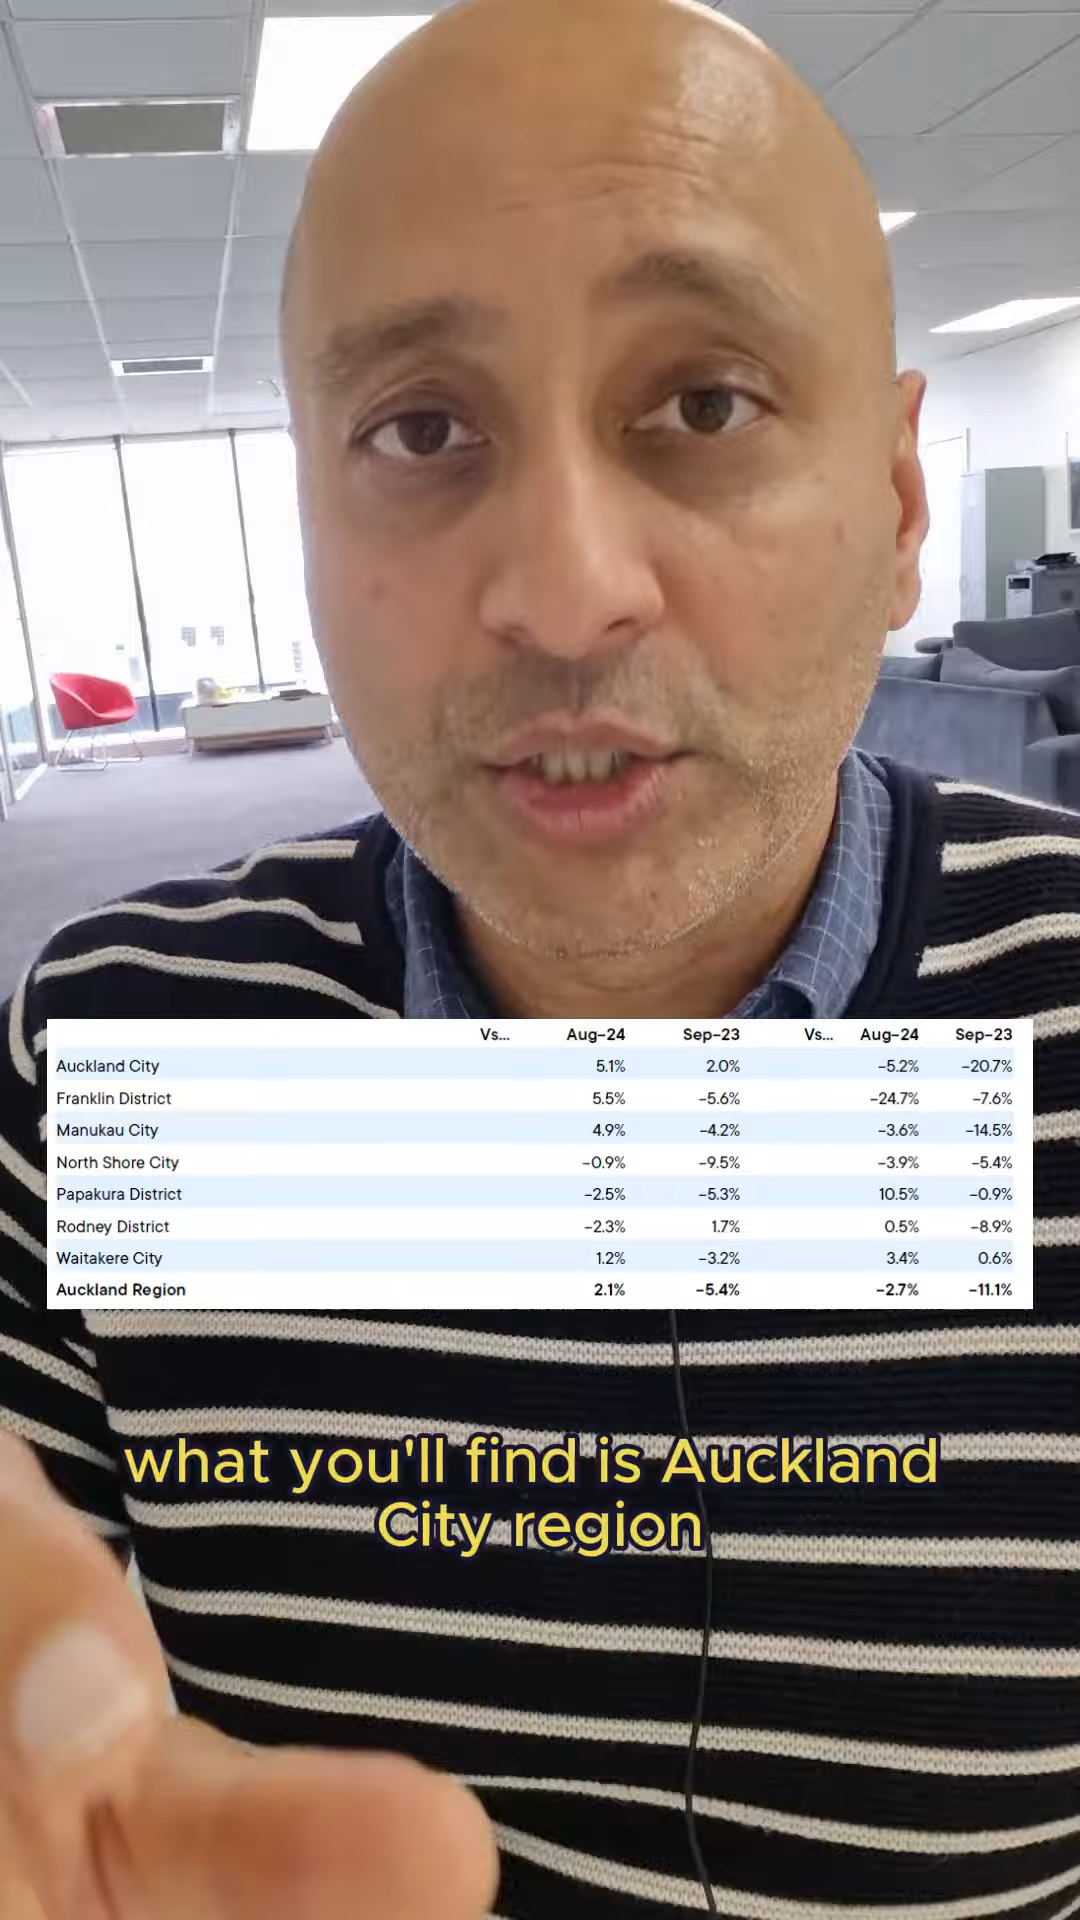 Vs... Aug-24 Sep-23 Vs... Aug-24 Sep-23
Auckland City 5.1% 2.0% -5.2% -20.7%
Franklin District 5.5% -5.6% -24.7% -7.6%
Manukau City 4.9% -4.2% -3.6% -14.5%
North Shore City -0.9% -9.5% -3.9% -5.4%
Papakura District -2.5% -5.3% 10.5% -0.9%
Rodney District -2.3% 1.7% 0.5% -8.9%
Waitakere City 1.2% -3.2% 3.4% 0.6%
Auckland Region 2.1% -5.4% -2.7% -11.1%
what you'll find is Auckland
City region